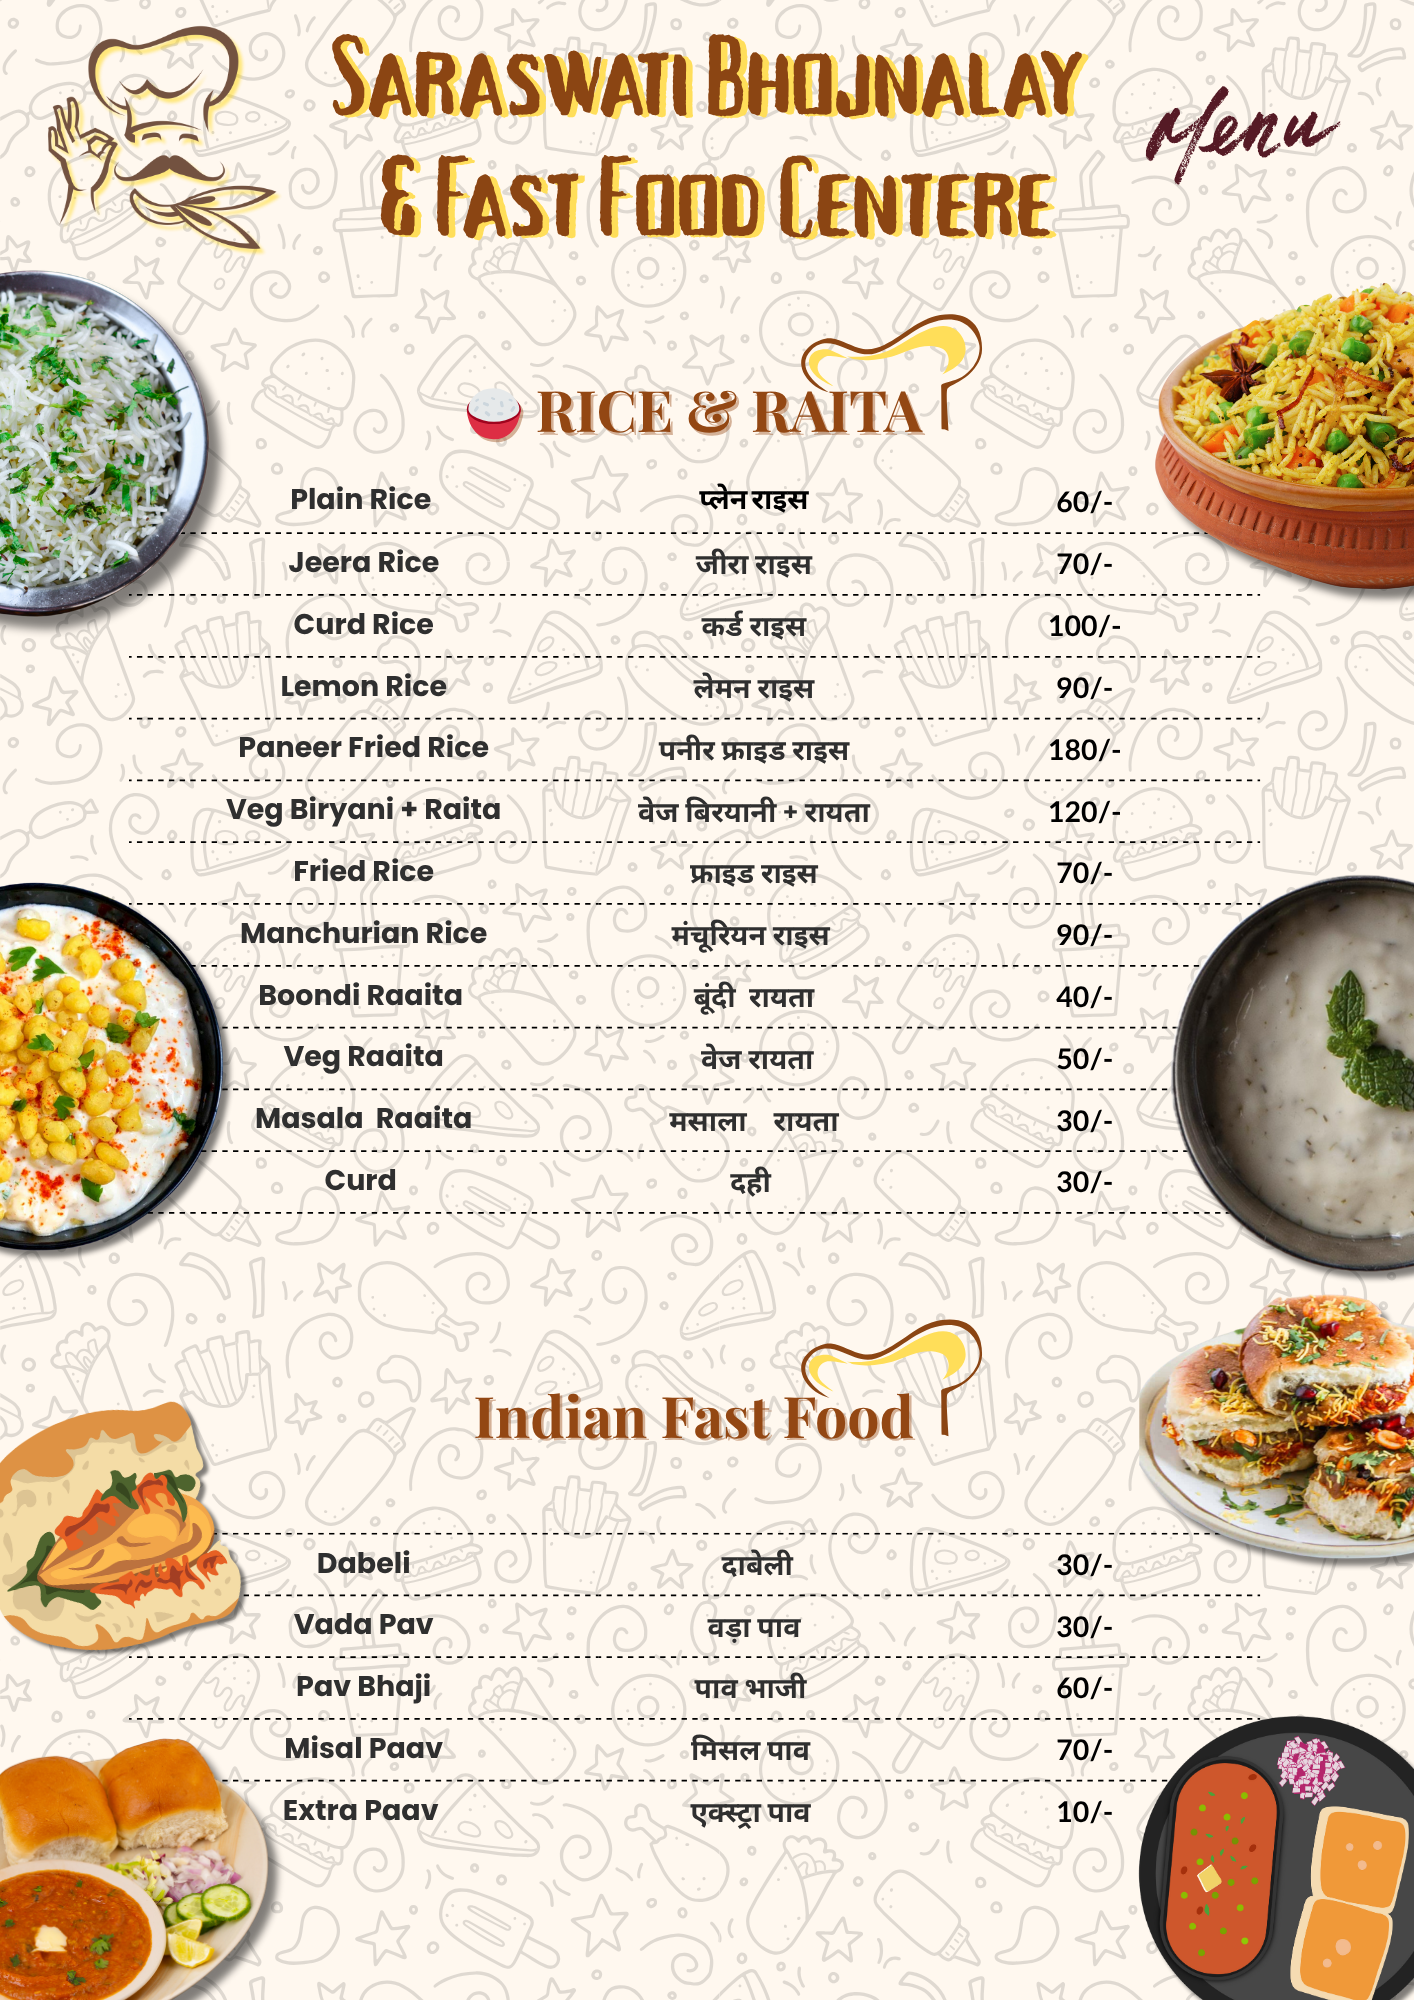 SARASWATI BHOJNALAY
& FAST FOOD CENTERE
Menu
RICE & RAITA
Plain Rice प्लेन राइस 60/-
Jeera Rice जीरा राइस 70/-
Curd Rice कर्ड राइस 100/-
Lemon Rice लेमन राइस 90/-
Paneer Fried Rice पनीर फ्राइड राइस 180/-
Veg Biryani + Raita वेज बिरयानी + रायता 120/-
Fried Rice फ्राइड राइस 70/-
Manchurian Rice मंचूरियन राइस 90/-
Boondi Raaita बूंदी रायता 40/-
Veg Raaita वेज रायता 50/-
Masala Raaita मसाला रायता 30/-
Curd दही 30/-
Indian Fast Food
Dabeli दाबेली 30/-
Vada Pav वड़ा पाव 30/-
Pav Bhaji पाव भाजी 60/-
Misal Paav मिसल पाव 70/-
Extra Paav एक्स्ट्रा पाव 10/-